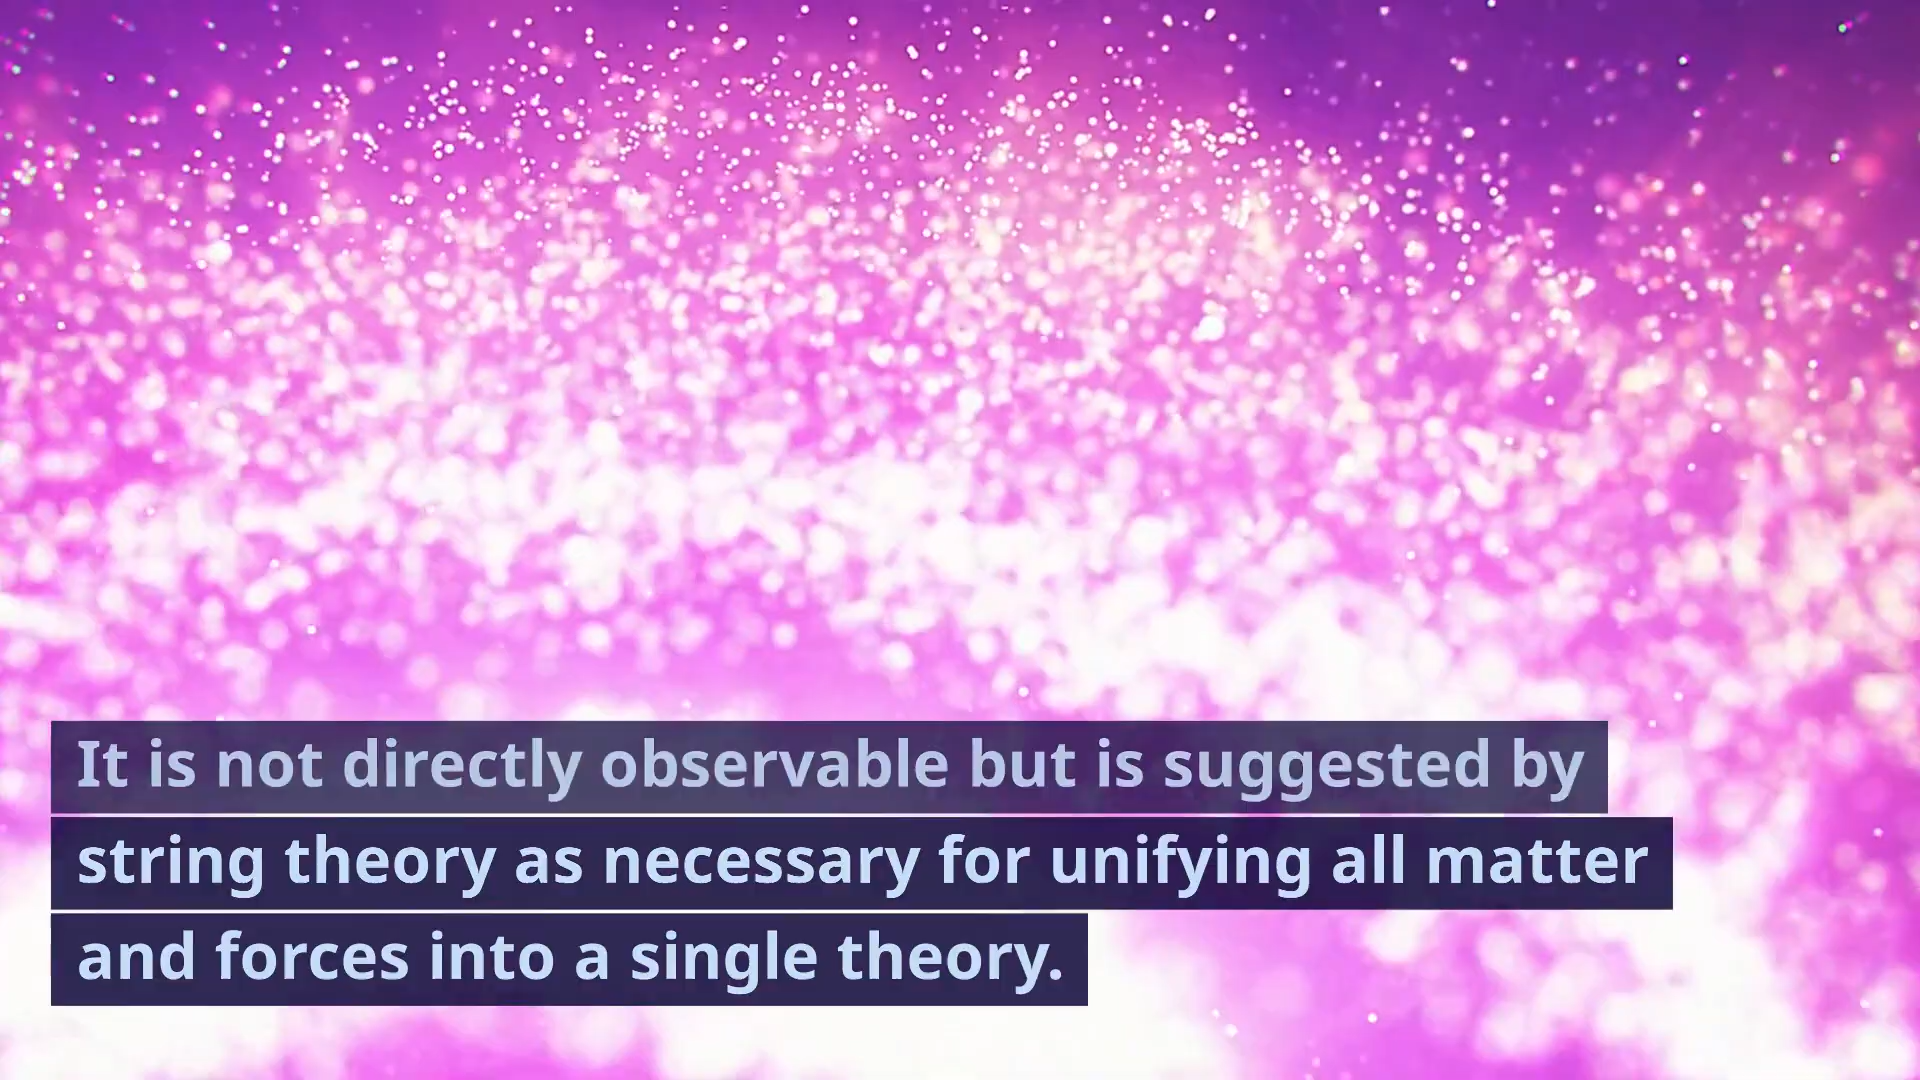 It is not directly observable but is suggested by
string theory as necessary for unifying all matter
and forces into a single theory.